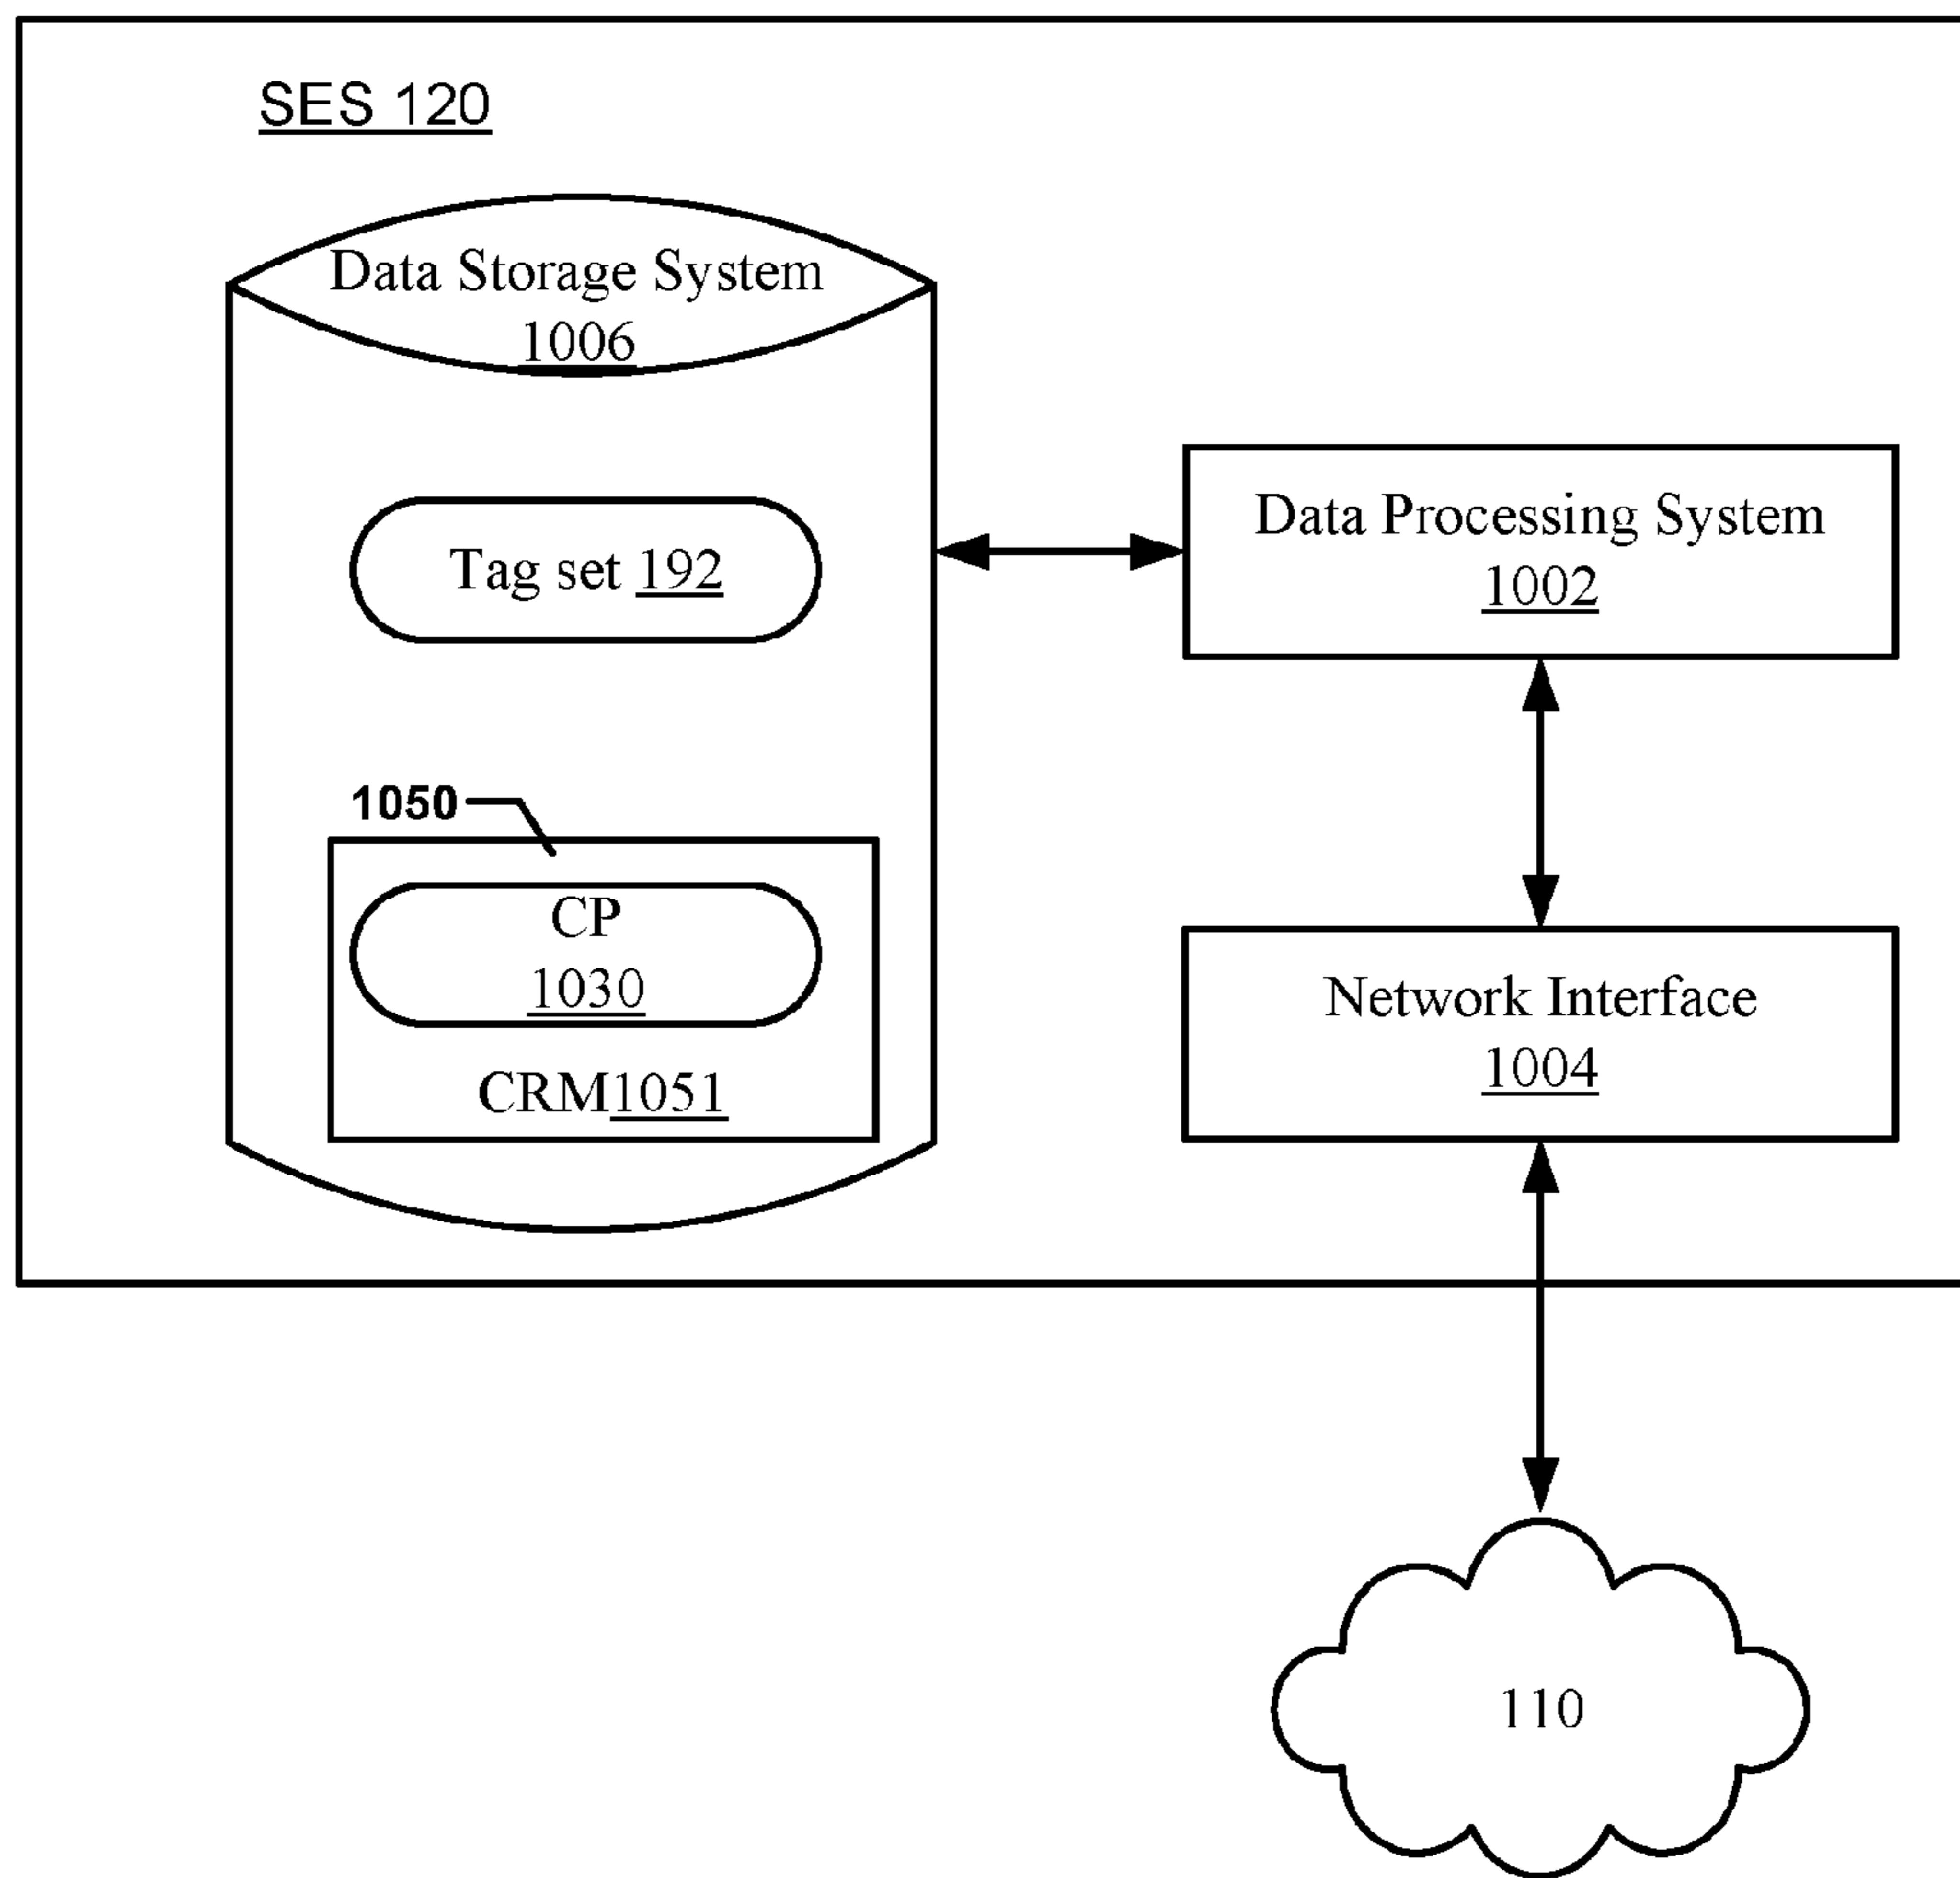 SES 120
Data Storage System
1006
Tag set 192
1050
CP
1030
CRM1051
Data Processing System
1002
Network Interface
1004
110